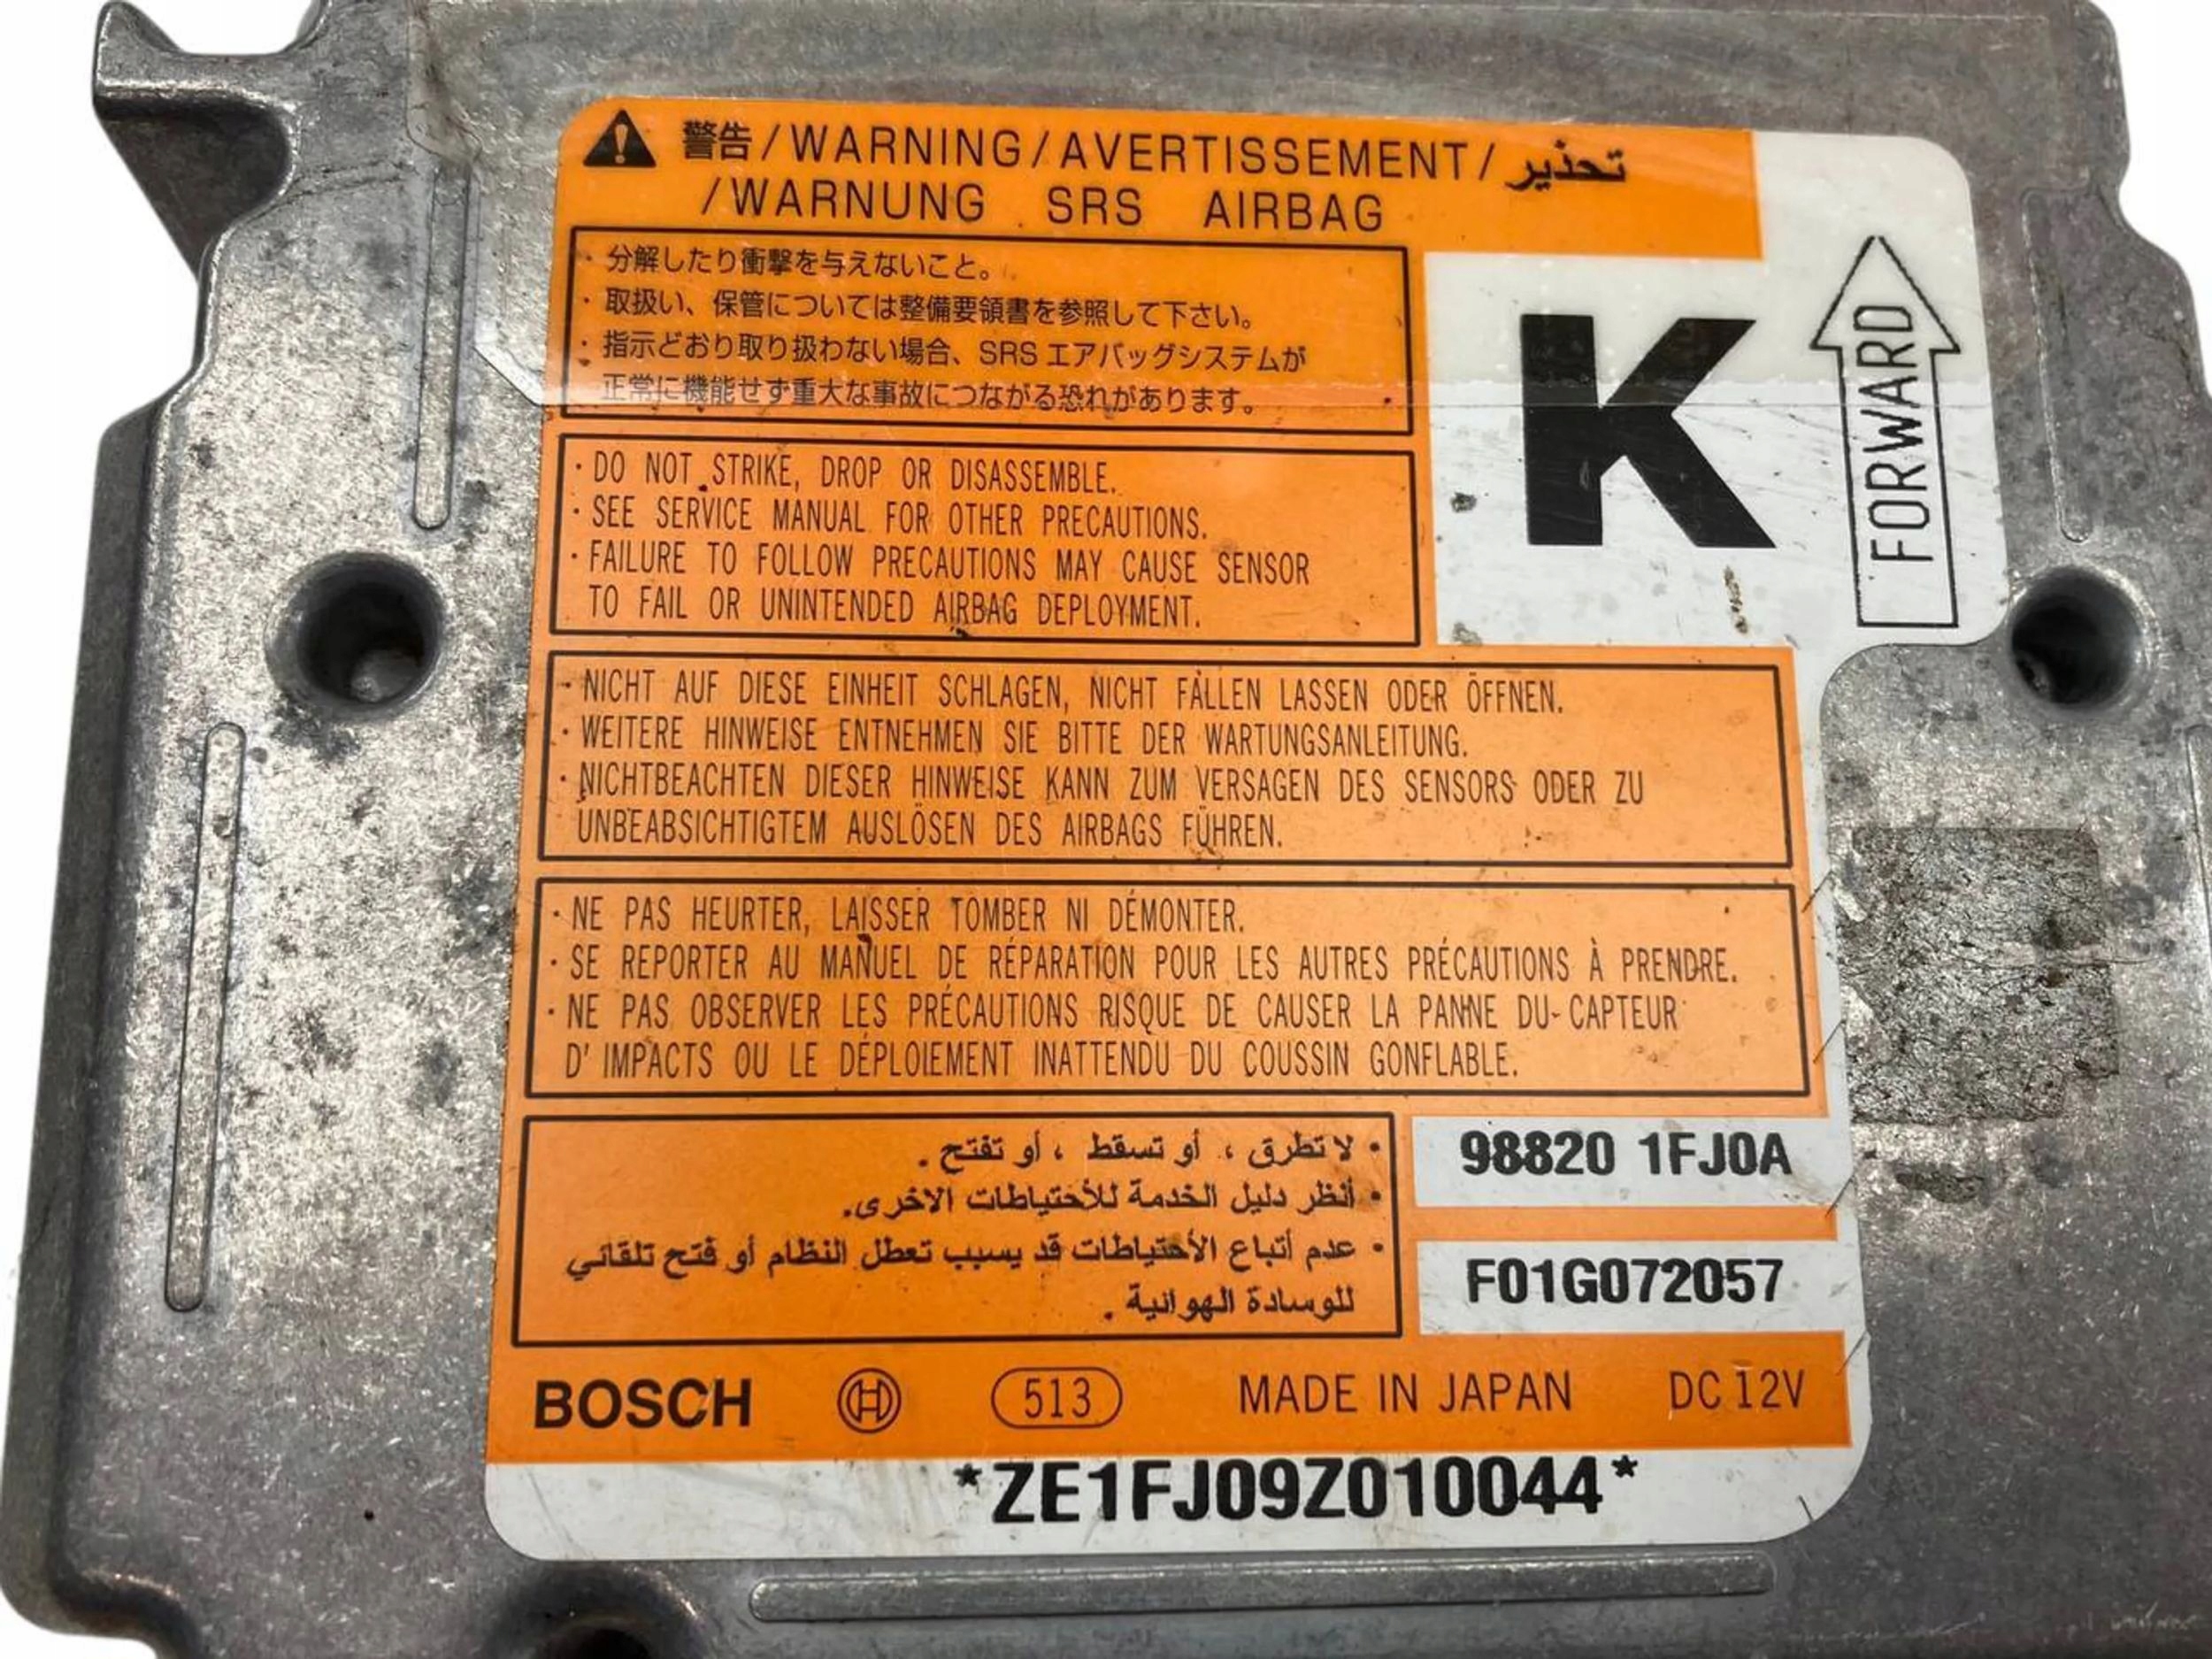 警告/WARNING/AVERTISSEMENT/تحذير
/WARNUNG SRS AIRBAG
・分解したり衝撃を与えないこと。
・取扱い、保管については整備要領書を参照して下さい。
・指示どおり取り扱わない場合、SRSエアバッグシステムが
正常に機能せず重大な事故につながる恐れがあります。
K
FORWARD
・DO NOT STRIKE, DROP OR DISASSEMBLE.
・SEE SERVICE MANUAL FOR OTHER PRECAUTIONS.
・FAILURE TO FOLLOW PRECAUTIONS MAY CAUSE SENSOR
TO FAIL OR UNINTENDED AIRBAG DEPLOYMENT.
・NICHT AUF DIESE EINHEIT SCHLAGEN, NICHT FALLEN LASSEN ODER ÖFFNEN.
・WEITERE HINWEISE ENTNEHMEN SIE BITTE DER WARTUNGSANLEITUNG.
・NICHTBEACHTEN DIESER HINWEISE KANN ZUM VERSAGEN DES SENSORS ODER ZU
UNBEABSICHTIGTEM AUSLÖSEN DES AIRBAGS FÜHREN.
・NE PAS HEURTER, LAISSER TOMBER NI DÉMONTER.
・SE REPORTER AU MANUEL DE RÉPARATION POUR LES AUTRES PRÉCAUTIONS À PRENDRE.
・NE PAS OBSERVER LES PRÉCAUTIONS RISQUE DE CAUSER LA PANNE DU CAPTEUR
D'IMPACTS OU LE DÉPLOIEMENT INATTENDU DU COUSSIN GONFLABLE.
• لا تطرق ، أو تسقط ، أو تفتح .
• أنظر دليل الخدمة للأحتياطات الاخرى.
• عدم أتباع الأحتياطات قد يسبب تعطل النظام أو فتح تلقائي
للوسادة الهوائية .
98820 1FJ0A
F01G072057
BOSCH 513 MADE IN JAPAN DC 12V
*ZE1FJ09Z010044*